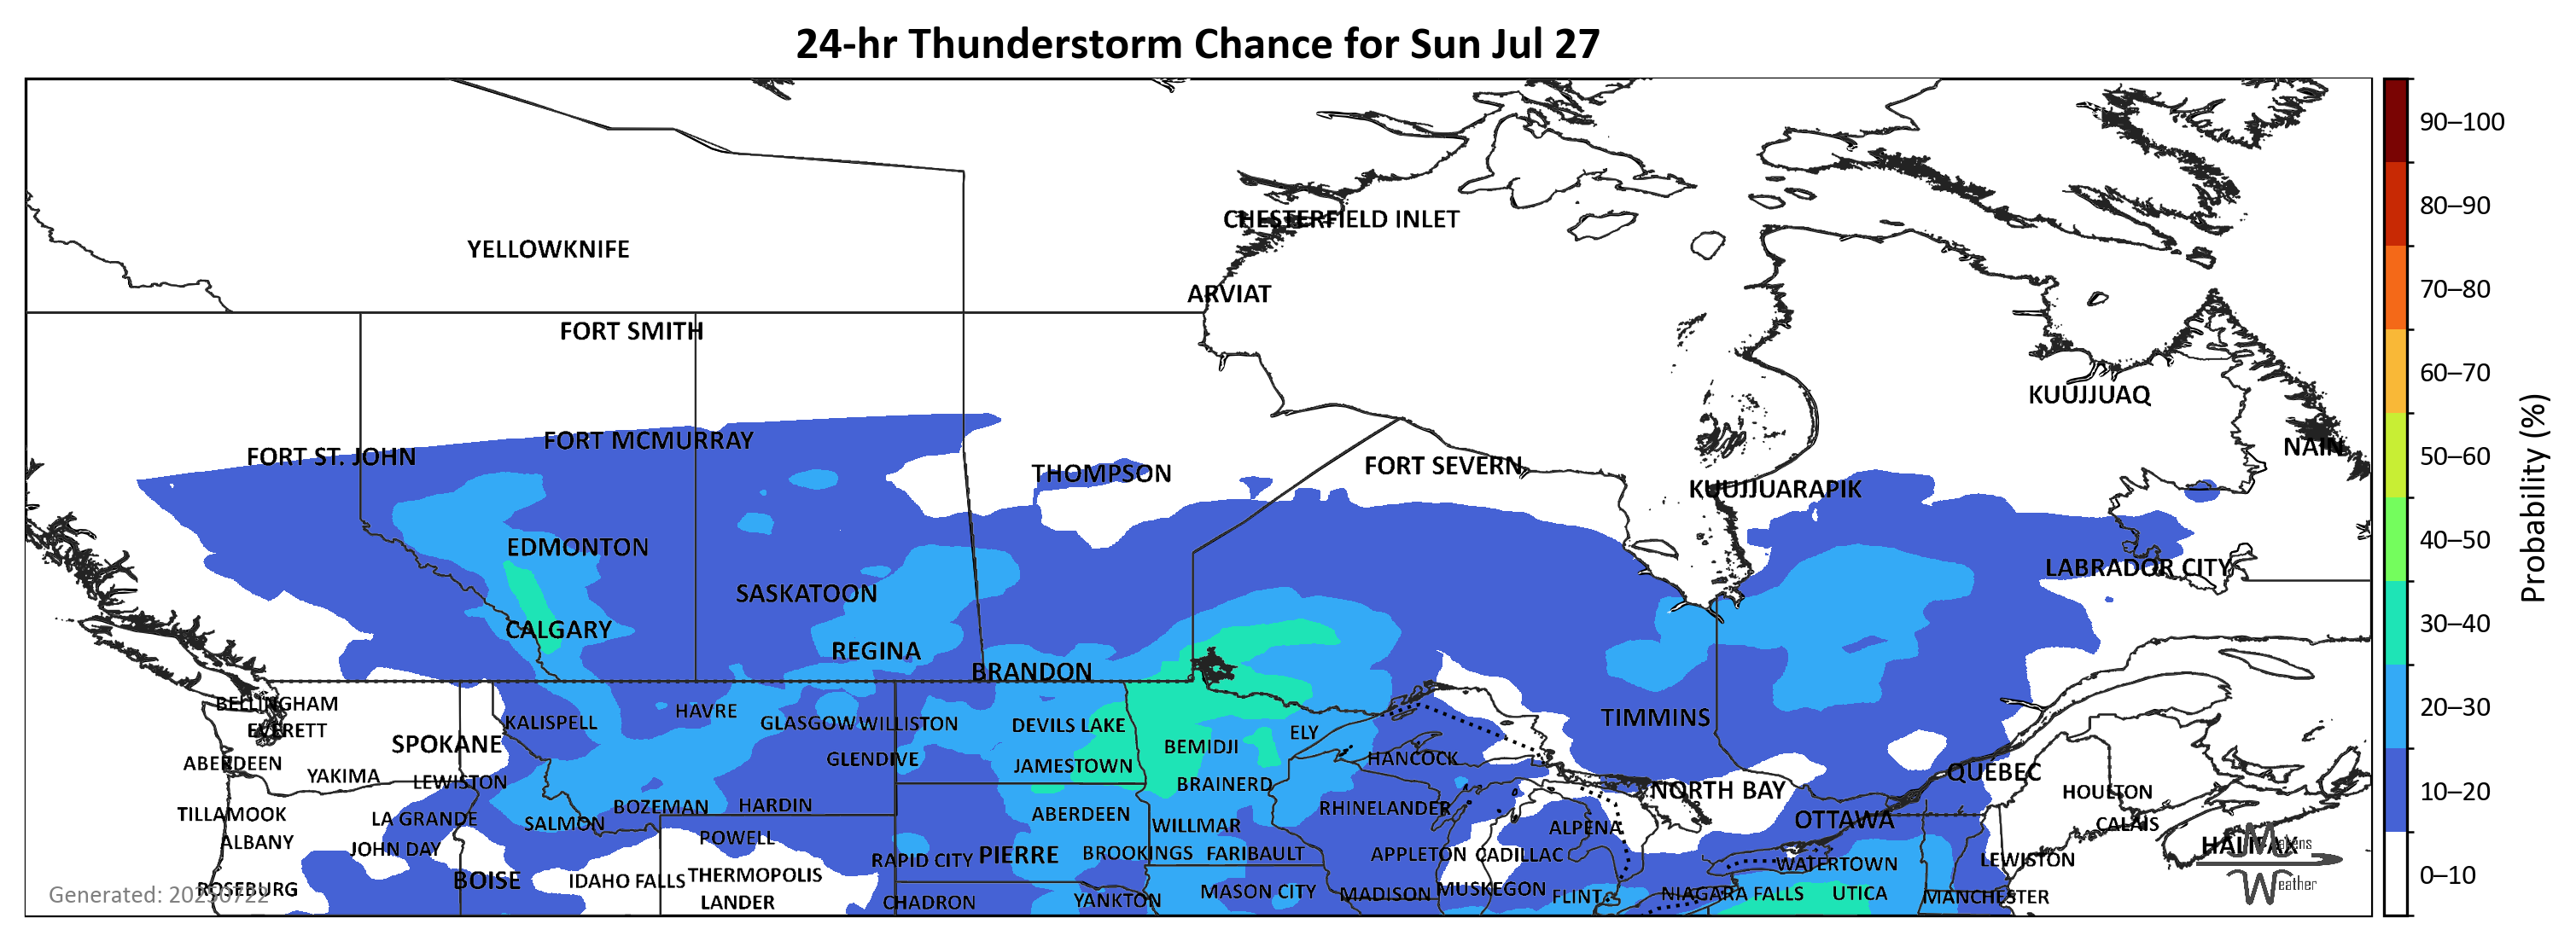 24-hr Thunderstorm Chance for Sun Jul 27
90–100
80–90
CHESTERFIELD INLET
YELLOWKNIFE
70–80
ARVIAT
FORT SMITH
60–70
KUUJJUAQ
50–60
FORT MCMURRAY
NAIN
FORT ST. JOHN
FORT SEVERN
THOMPSON
KUUJJUARAPIK
Probability (%)
40–50
EDMONTON
LABRADOR CITY
SASKATOON
30–40
CALGARY
REGINA
BRANDON
BELLINGHAM
20–30
KALISPELL
HAVRE
GLASGOW
WILLISTON
DEVILS LAKE
TIMMINS
EVERETT
ELY
SPOKANE
BEMIDJI
ABERDEEN
GLENDIVE
JAMESTOWN
HANCOCK
YAKIMA
LEWISTON
BRAINERD
QUEBEC
NORTH BAY
HOULTON
10–20
TILLAMOOK
LA GRANDE
SALMON
BOZEMAN
HARDIN
ABERDEEN
WILLMAR
RHINELANDER
ALPENA
OTTAWA
CALAIS
ALBANY
JOHN DAY
POWELL
RAPID CITY
PIERRE
BROOKINGS
FARIBAULT
APPLETON
CADILLAC
WATERTOWN
LEWISTON
HALIFAX
Weather
ROSEBURG
BOISE
IDAHO FALLS
THERMOPOLIS
0–10
LANDER
CHADRON
YANKTON
MASON CITY
MADISON
MUSKEGON
FLINT
NIAGARA FALLS
UTICA
MANCHESTER
Generated: 20250722